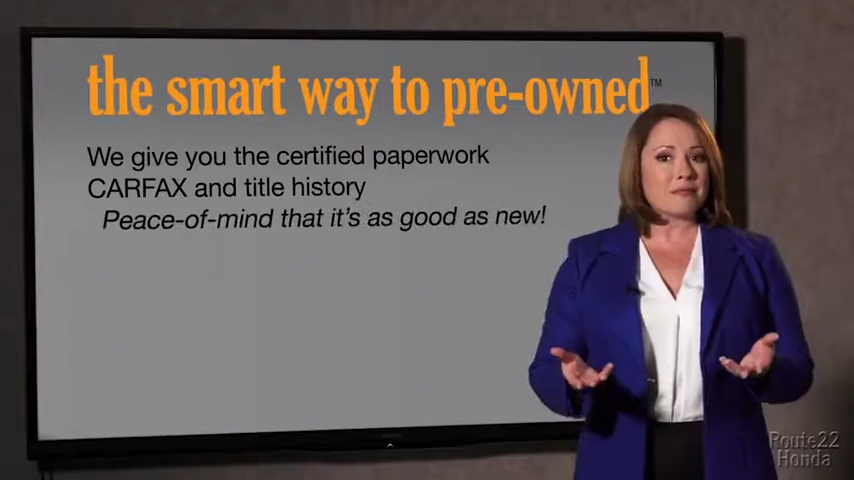 the smart way to pre-owned™
We give you the certified paperwork
CARFAX and title history
Peace-of-mind that it's as good as new!
Route22
Honda